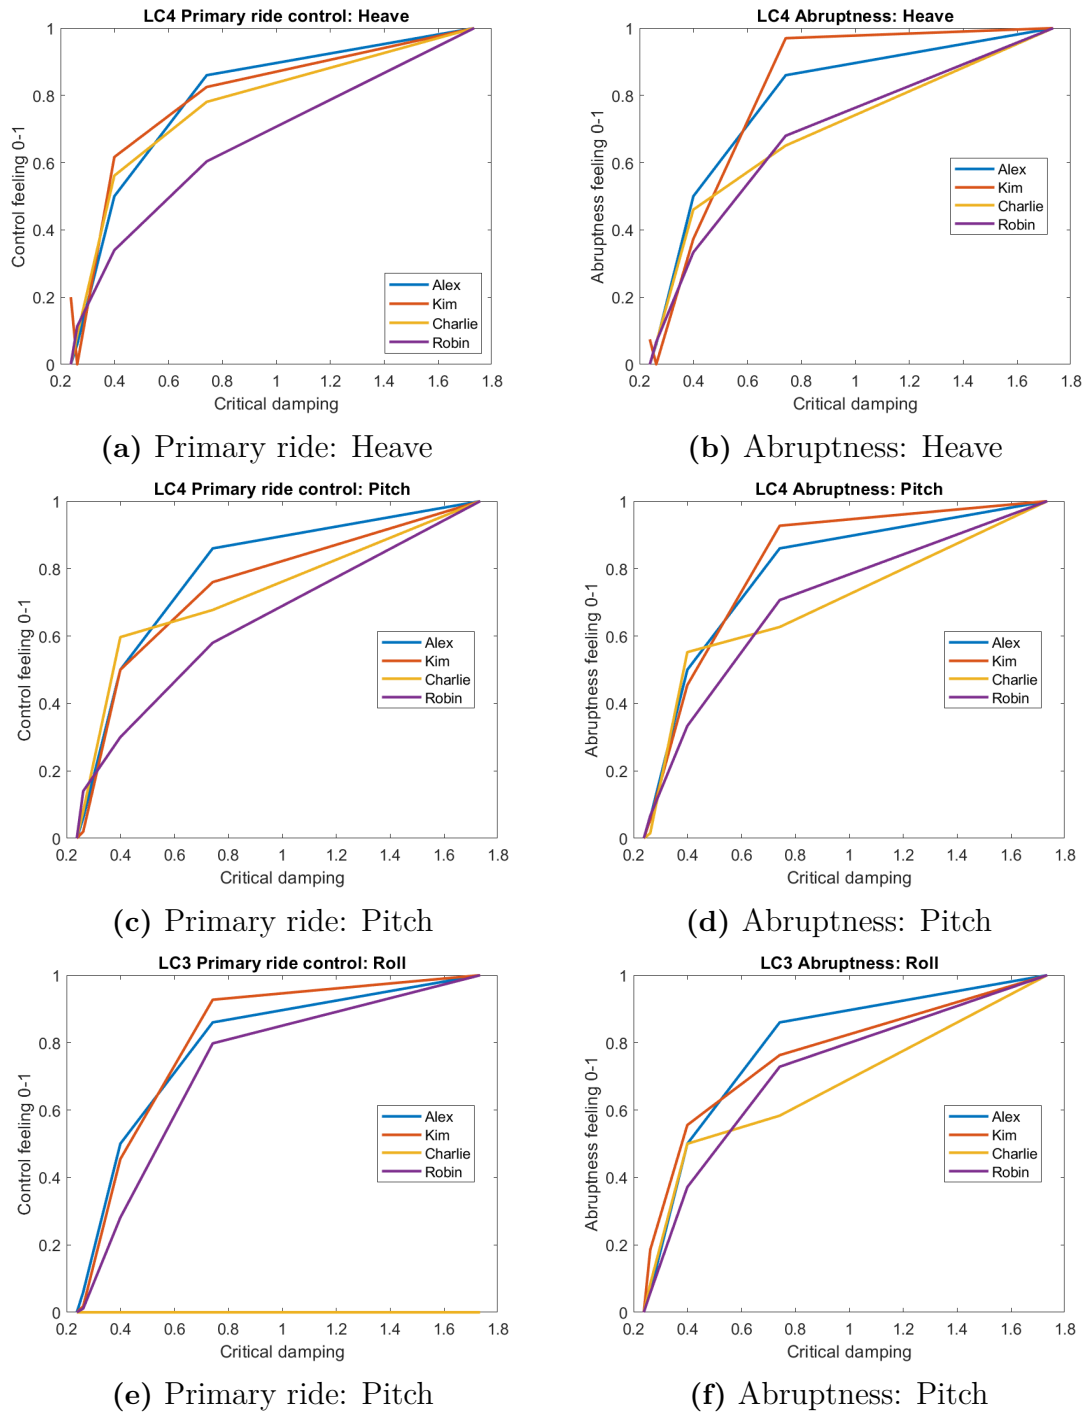 LC4 Primary ride control: Heave
Control feeling 0-1
1
0.8
0.6
0.4
0.2
0
0.2 0.4 0.6 0.8 1 1.2 1.4 1.6 1.8
Critical damping
Alex
Kim
Charlie
Robin
(a) Primary ride: Heave
LC4 Abruptness: Heave
Abruptness feeling 0-1
1
0.8
0.6
0.4
0.2
0
0.2 0.4 0.6 0.8 1 1.2 1.4 1.6 1.8
Critical damping
Alex
Kim
Charlie
Robin
(b) Abruptness: Heave
LC4 Primary ride control: Pitch
Control feeling 0-1
1
0.8
0.6
0.4
0.2
0
0.2 0.4 0.6 0.8 1 1.2 1.4 1.6 1.8
Critical damping
Alex
Kim
Charlie
Robin
(c) Primary ride: Pitch
LC4 Abruptness: Pitch
Abruptness feeling 0-1
1
0.8
0.6
0.4
0.2
0
0.2 0.4 0.6 0.8 1 1.2 1.4 1.6 1.8
Critical damping
Alex
Kim
Charlie
Robin
(d) Abruptness: Pitch
LC3 Primary ride control: Roll
Control feeling 0-1
1
0.8
0.6
0.4
0.2
0
0.2 0.4 0.6 0.8 1 1.2 1.4 1.6 1.8
Critical damping
Alex
Kim
Charlie
Robin
(e) Primary ride: Pitch
LC3 Abruptness: Roll
Abruptness feeling 0-1
1
0.8
0.6
0.4
0.2
0
0.2 0.4 0.6 0.8 1 1.2 1.4 1.6 1.8
Critical damping
Alex
Kim
Charlie
Robin
(f) Abruptness: Pitch